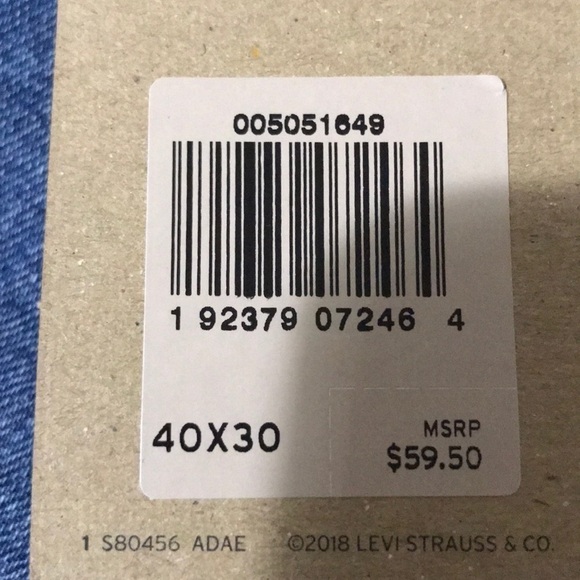 005051649
1 92379 07246 4
40X30
MSRP
$59.50
1 S80456 ADAE ©2018 LEVI STRAUSS & CO.